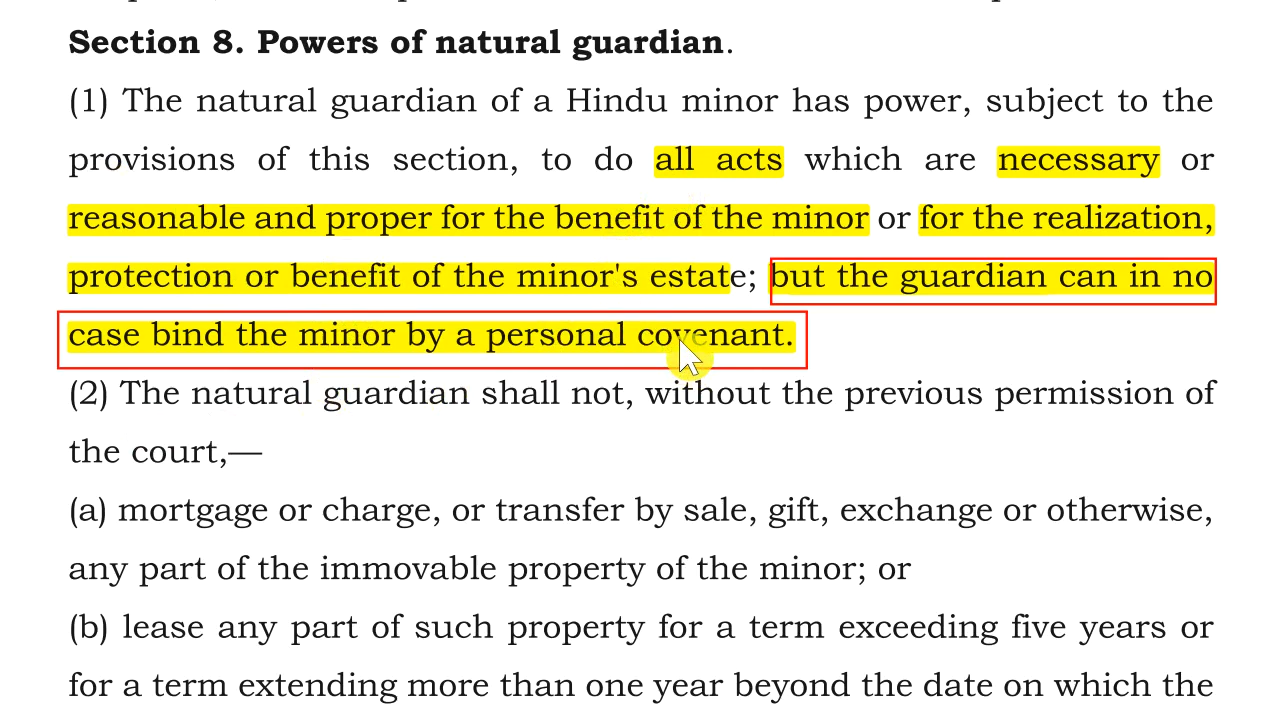 Section 8. Powers of natural guardian.
(1) The natural guardian of a Hindu minor has power, subject to the
provisions of this section, to do all acts which are necessary or
reasonable and proper for the benefit of the minor or for the realization,
protection or benefit of the minor's estate; but the guardian can in no
case bind the minor by a personal covenant.
(2) The natural guardian shall not, without the previous permission of
the court,—
(a) mortgage or charge, or transfer by sale, gift, exchange or otherwise,
any part of the immovable property of the minor; or
(b) lease any part of such property for a term exceeding five years or
for a term extending more than one year beyond the date on which the